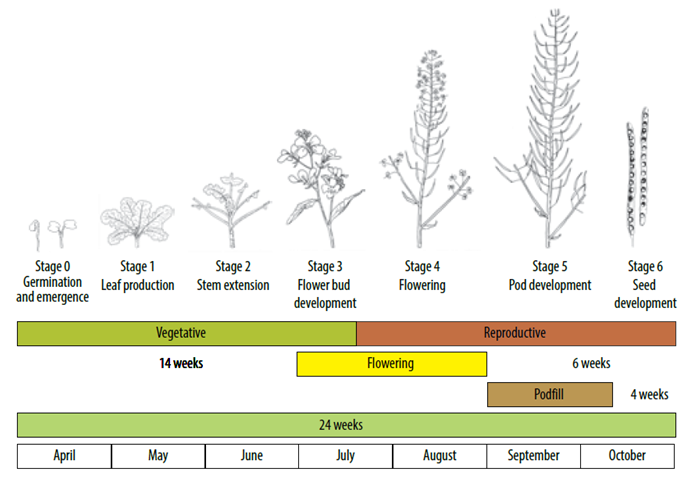 Stage 0
Germination
and emergence
Stage 1
Leaf production
Stage 2
Stem extension
Stage 3
Flower bud
development
Stage 4
Flowering
Stage 5
Pod development
Stage 6
Seed
development
Vegetative
Reproductive
14 weeks
Flowering
6 weeks
Podfill
4 weeks
24 weeks
April
May
June
July
August
September
October